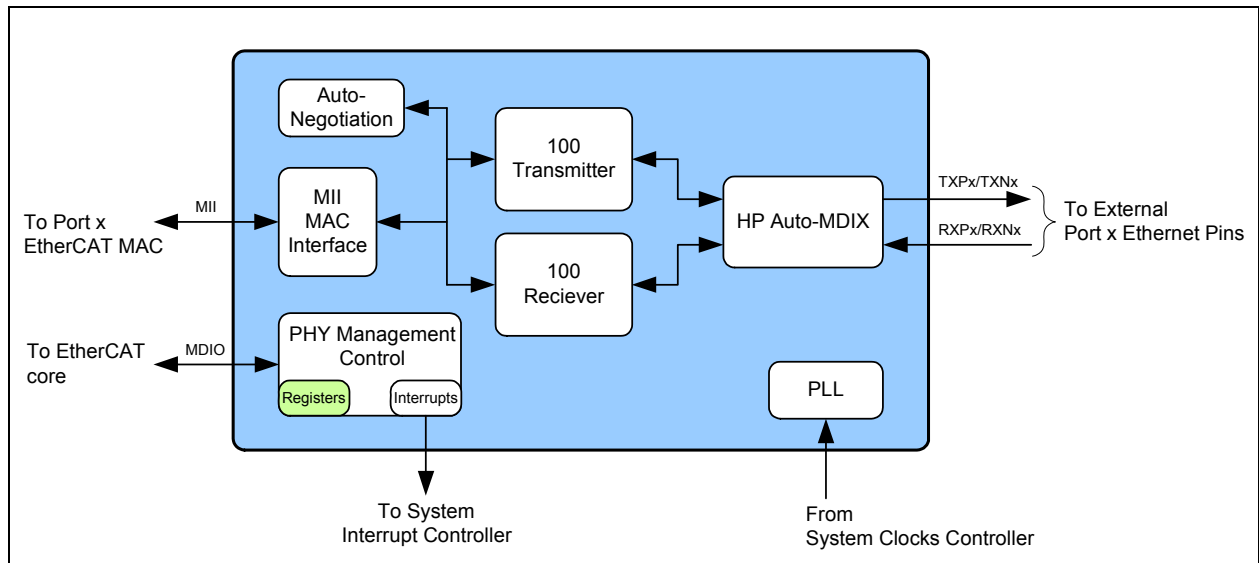 Auto-
Negotiation
100
Transmitter
MII
MAC
Interface
HP Auto-MDIX
100
Reciever
To Port x
EtherCAT MAC
MII
TXPx/TXNx
RXPx/RXNx
To External
Port x Ethernet Pins
To EtherCAT
core
MDIO
PHY Management
Control
Registers
Interrupts
PLL
To System
Interrupt Controller
From
System Clocks Controller